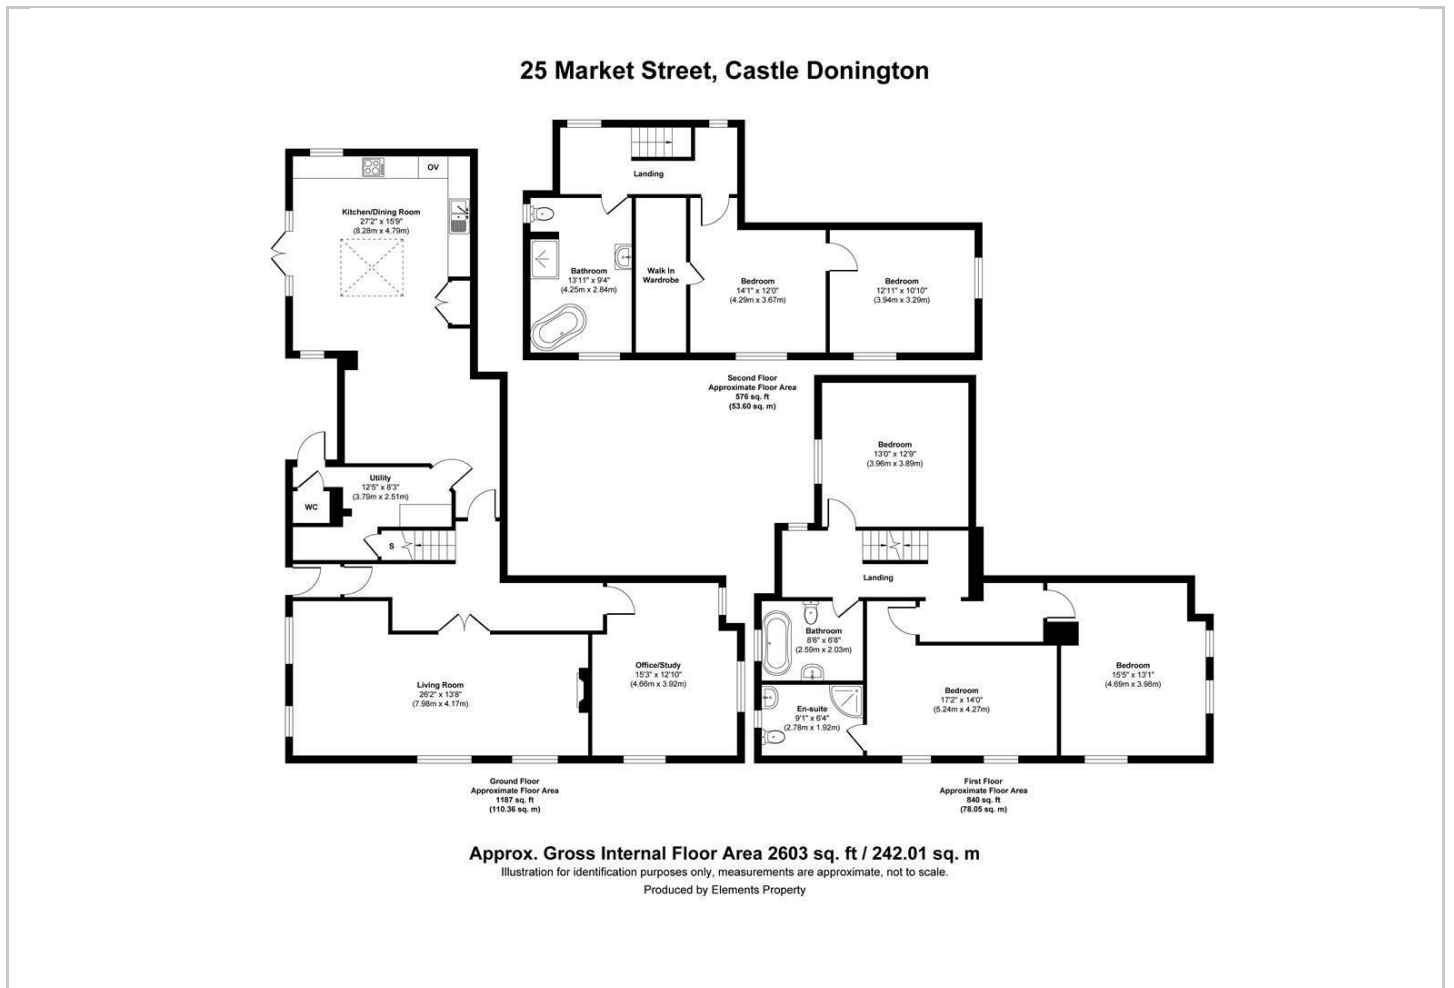 25 Market Street, Castle Donington
OV
Kitchen/Dining Room
27'2" x 15'9"
(8.28m x 4.79m)
Utility
12'5" x 8'3"
(3.79m x 2.51m)
WC
S
Living Room
26'2" x 13'8"
(7.98m x 4.17m)
Office/Study
15'3" x 12'10"
(4.66m x 3.92m)
Ground Floor
Approximate Floor Area
1187 sq. ft
(110.36 sq. m)
Landing
Bathroom
13'11" x 9'4"
(4.25m x 2.84m)
Walk In
Wardrobe
Bedroom
14'1" x 12'0"
(4.29m x 3.67m)
Bedroom
12'11" x 10'10"
(3.94m x 3.29m)
Second Floor
Approximate Floor Area
576 sq. ft
(53.60 sq. m)
Bedroom
13'0" x 12'9"
(3.96m x 3.89m)
Landing
Bathroom
8'6" x 6'8"
(2.59m x 2.03m)
En-suite
9'1" x 6'4"
(2.78m x 1.92m)
Bedroom
17'2" x 14'0"
(5.24m x 4.27m)
Bedroom
15'5" x 13'1"
(4.69m x 3.98m)
First Floor
Approximate Floor Area
840 sq. ft
(78.05 sq. m)
Approx. Gross Internal Floor Area 2603 sq. ft / 242.01 sq. m
Illustration for identification purposes only, measurements are approximate, not to scale.
Produced by Elements Property